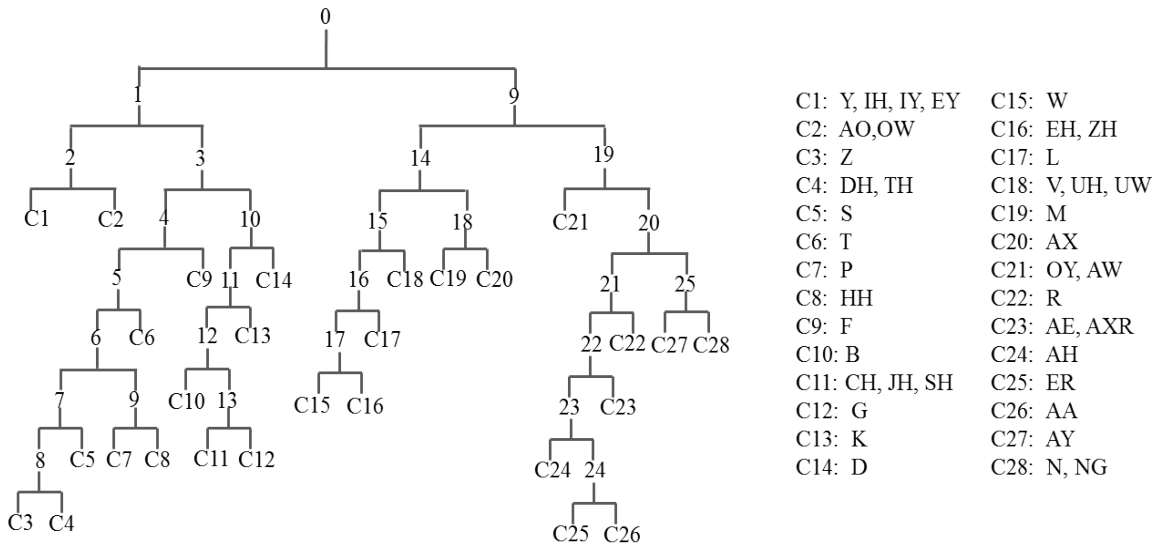 0
1 9
2 3 14 19
C1 C2 4 10 15 18 C21 20
5 C9 11 C14 16 C18 C19 C20 21 25
6 C6 12 C13 17 C17 22 C22 C27 C28
7 9 C10 13 C15 C16 23 C23
8 C5 C7 C8 C11 C12 C24 24
C3 C4 C25 C26
C1: Y, IH, IY, EY
C2: AO,OW
C3: Z
C4: DH, TH
C5: S
C6: T
C7: P
C8: HH
C9: F
C10: B
C11: CH, JH, SH
C12: G
C13: K
C14: D
C15: W
C16: EH, ZH
C17: L
C18: V, UH, UW
C19: M
C20: AX
C21: OY, AW
C22: R
C23: AE, AXR
C24: AH
C25: ER
C26: AA
C27: AY
C28: N, NG